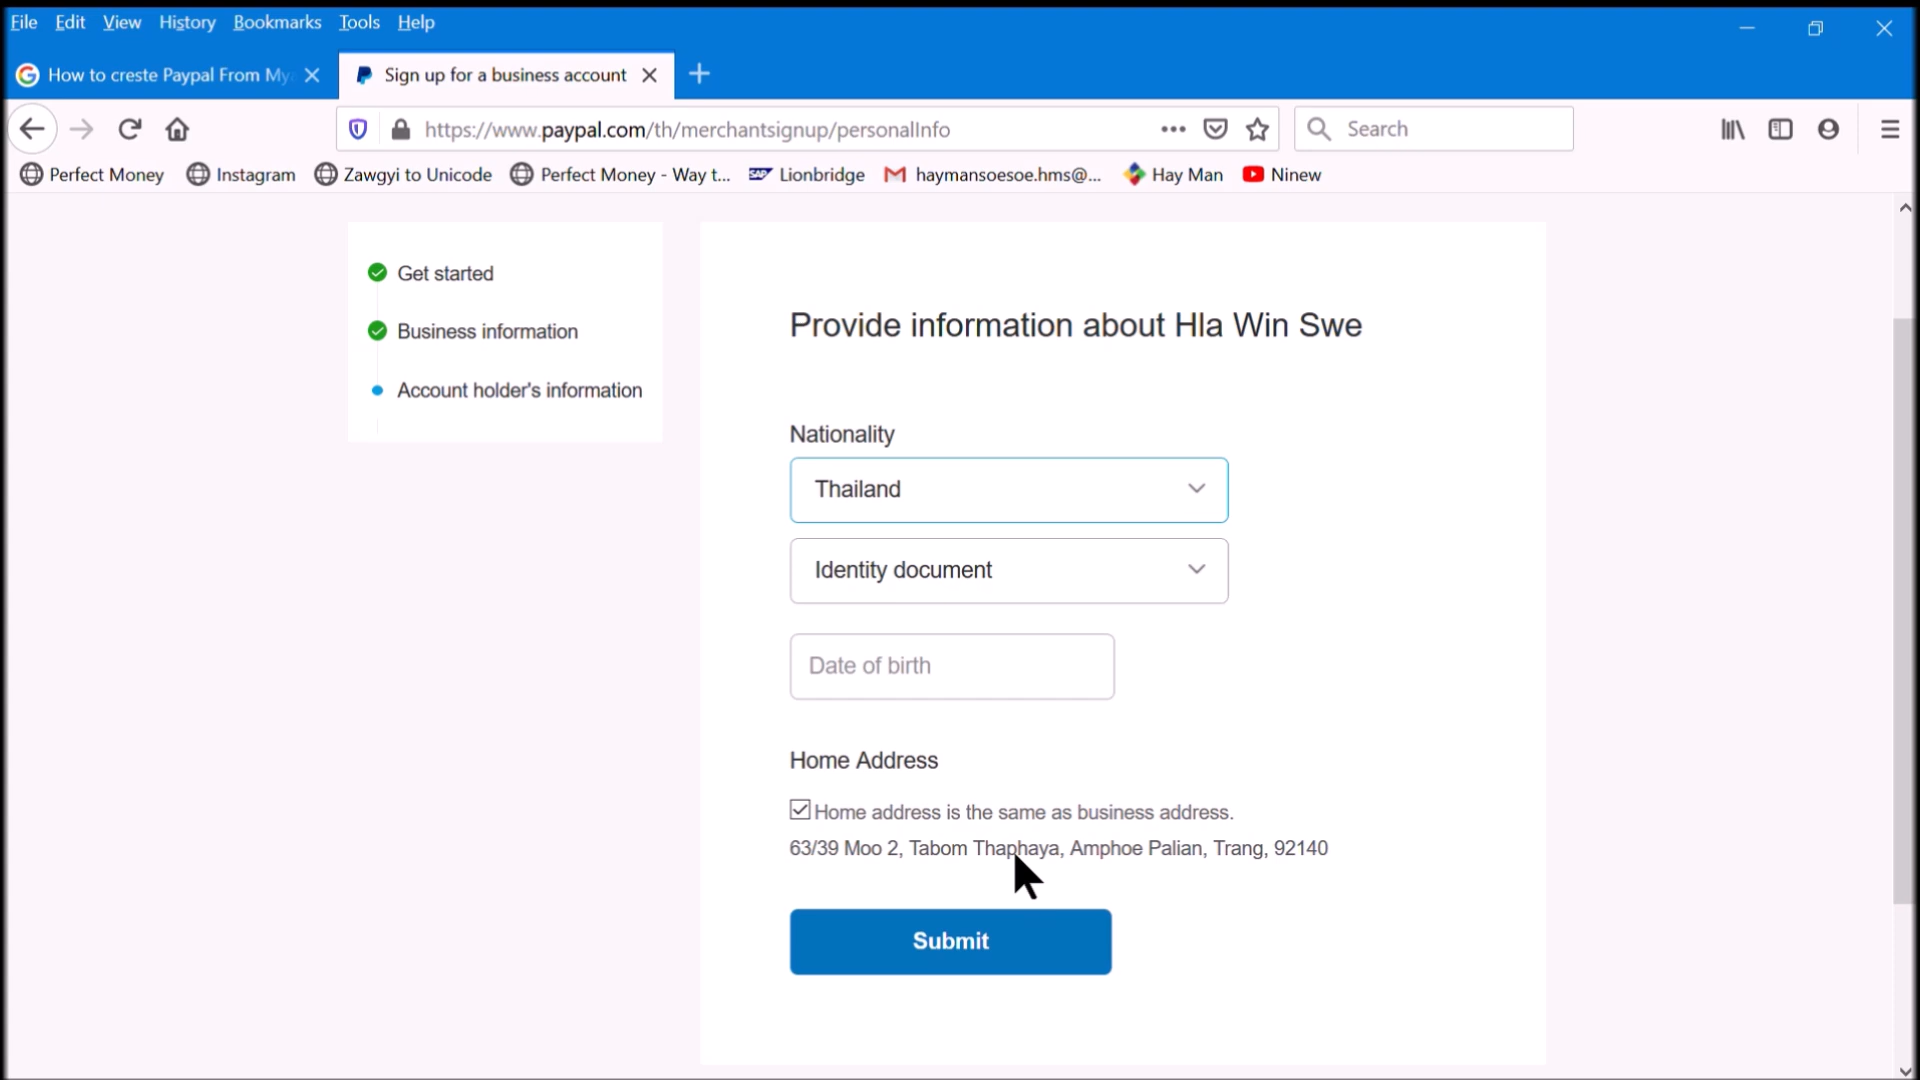 File Edit View History Bookmarks Tools Help
How to creste Paypal From My
Sign up for a business account
https://www.paypal.com/th/merchantsignup/personalInfo
Search
Perfect Money Instagram Zawgyi to Unicode Perfect Money - Way t... Lionbridge haymansoesoe.hms@... Hay Man Ninew
Get started
Business information
Account holder's information
Provide information about Hla Win Swe
Nationality
Thailand
Identity document
Date of birth
Home Address
Home address is the same as business address.
63/39 Moo 2, Tabom Thaphaya, Amphoe Palian, Trang, 92140
Submit